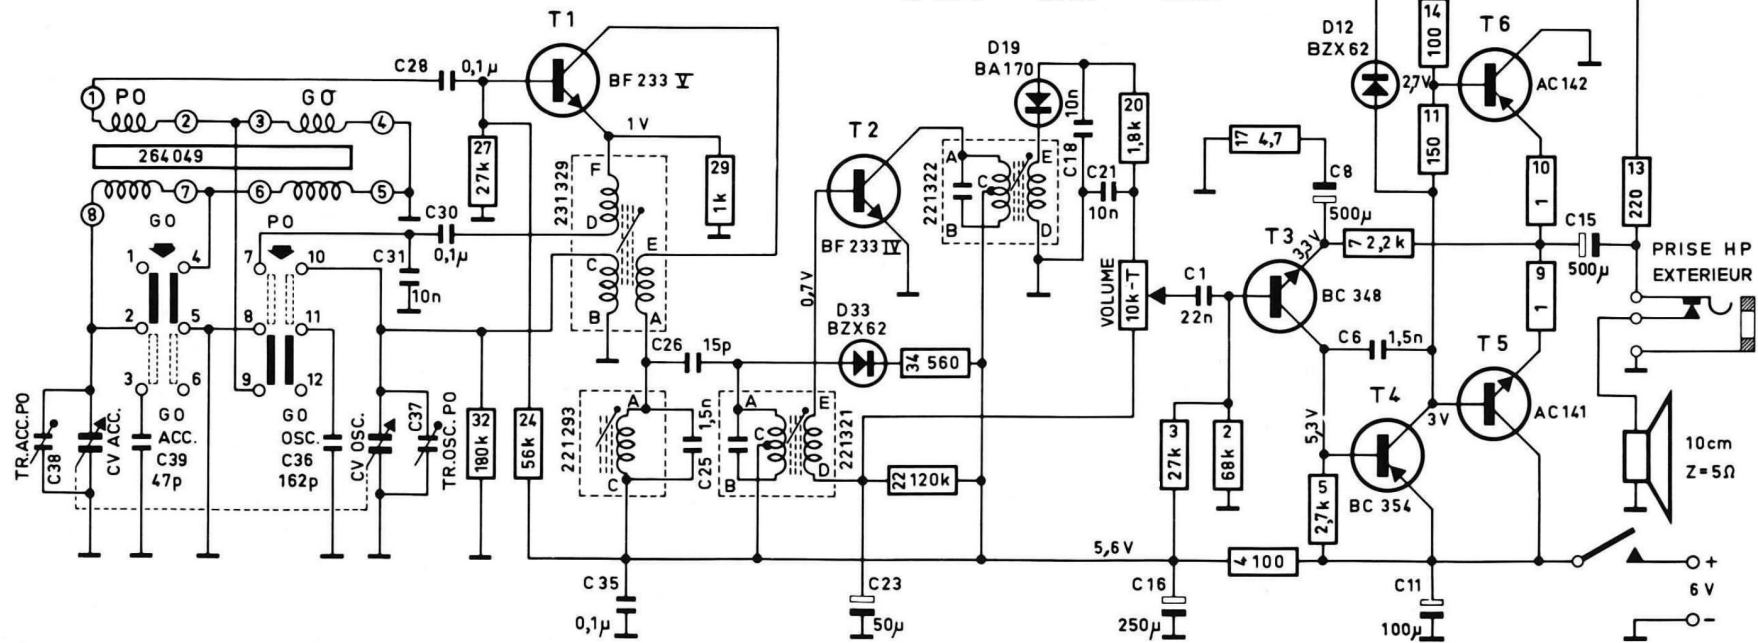 T1
C28
0,1µ
BF 233 V
1 PO 2 3 GO 4
264049
8 7 6 5
GO
PO
1 4
2 5
3 6
7 10
8 11
9 12
GO ACC. C39 47p
GO OSC. C36 162p
TR.ACC.PO
C38
CV ACC.
CV OSC.
C37
TR.OSC.PO
C30
0,1µ
C31
10n
27 27k
1V
29 1k
231329
F
D
E
C
B
A
32 180k
24 56k
C26 15p
221293
A
C
C25 1,5n
A
C
B
E
D
221321
0,7V
T2
BF 233 IV
D33
BZX62
34 560
22 120k
221322
A
C
B
E
D
D19
BA170
10n
C18
C21
10n
20 1,8k
VOLUME
10k-T
C1
22n
3 27k
2 68k
17 4,7
C8
500µ
T3
3,3V
BC 348
7 2,2k
C6 1,5n
5,3V
T4
BC 354
5 2,7k
3V
T5
AC141
D12
BZX62
2,7V
14 100
11 150
T6
AC142
10 1
9 1
C15
500µ
13 220
PRISE HP
EXTERIEUR
10cm
Z=5Ω
5,6V
4 100
C35
0,1µ
C23
50µ
C16
250µ
C11
100µ
+
6V
-